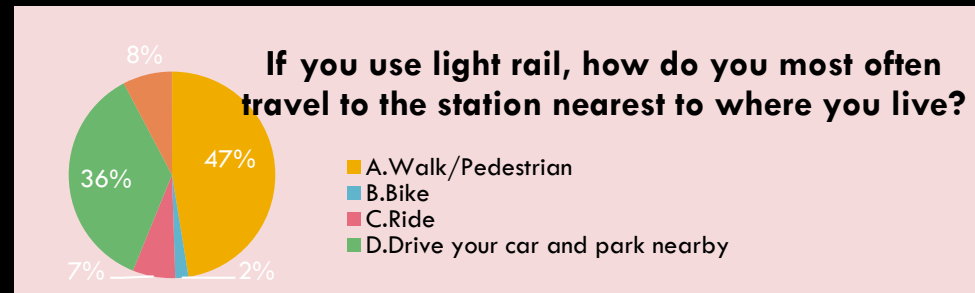 If you use light rail, how do you most often
travel to the station nearest to where you live?
8%
47%
36%
7%
2%
A.Walk/Pedestrian
B.Bike
C.Ride
D.Drive your car and park nearby